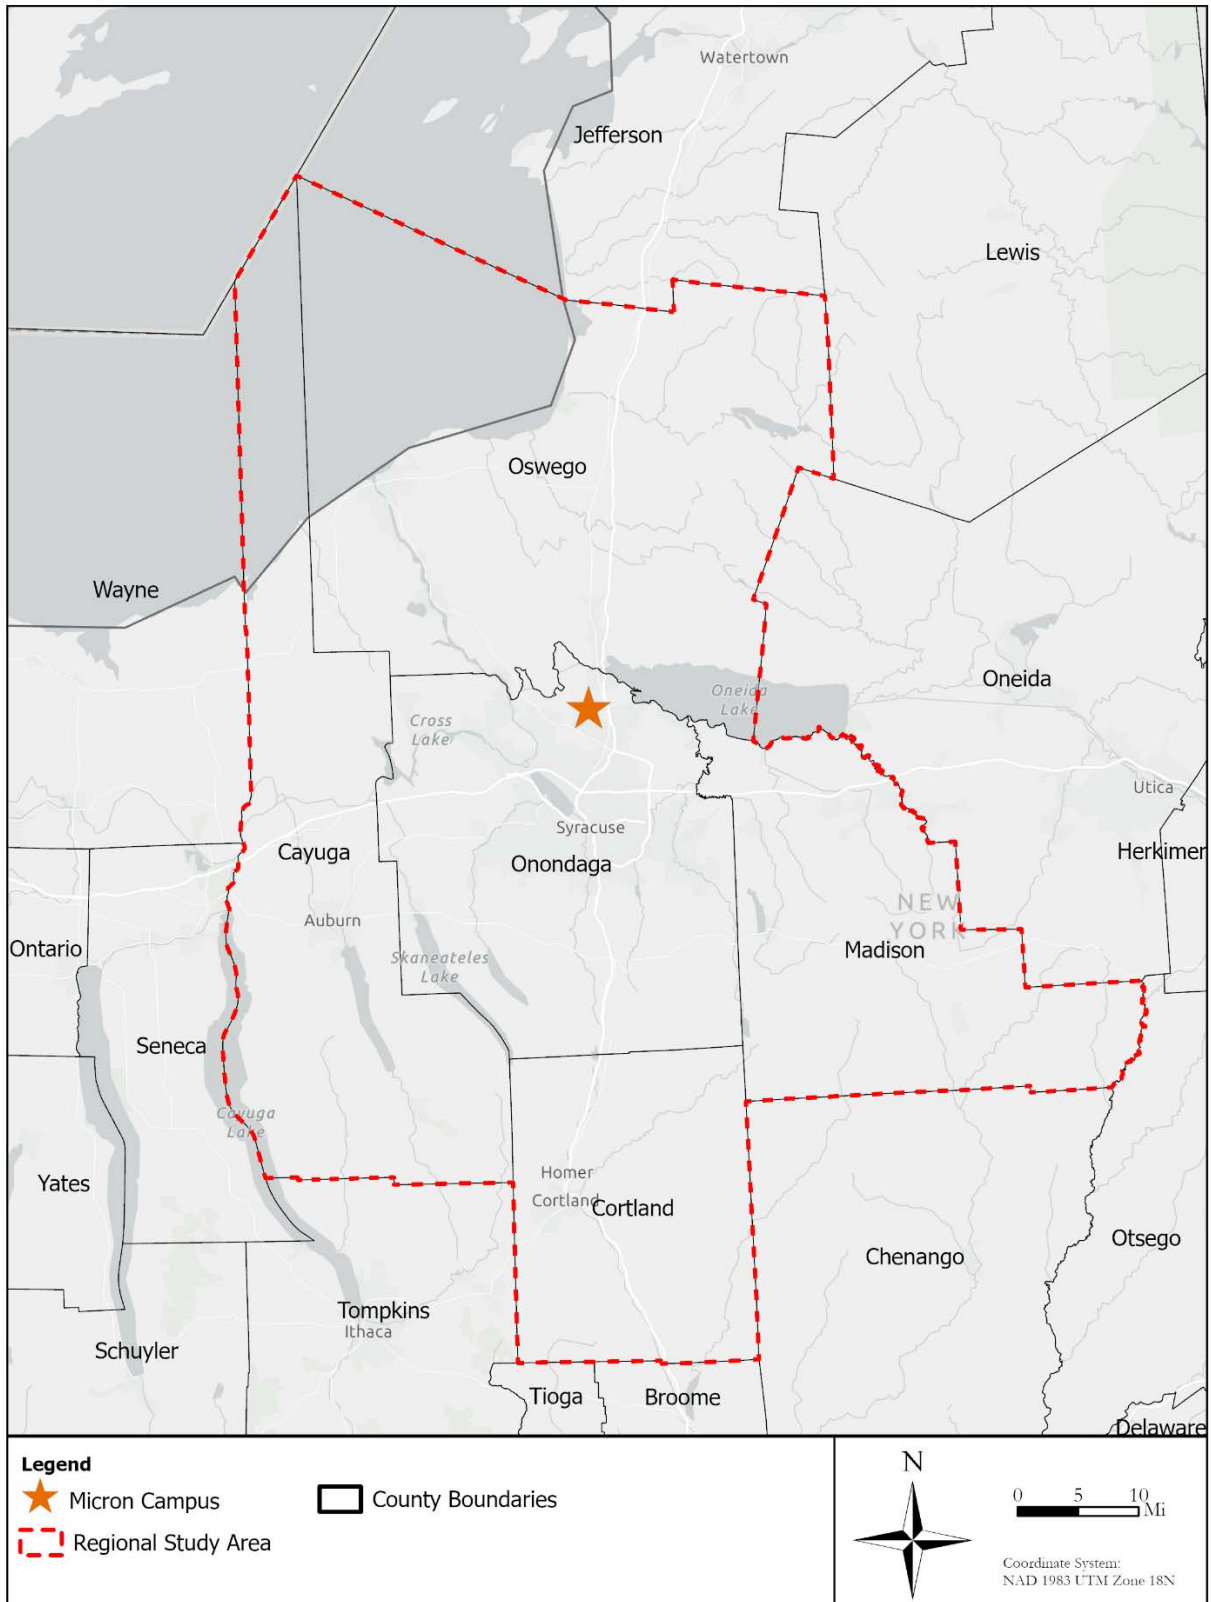 Watertown
Jefferson
Lewis
Oswego
Wayne
Oneida
Oneida
Lake
Cross
Lake
Utica
Syracuse
Cayuga
Onondaga
Herkimer
NEW
YORK
Auburn
Ontario
Madison
Skaneateles
Lake
Seneca
Cayuga
Lake
Yates
Homer
Cortland
Cortland
Otsego
Chenango
Tompkins
Ithaca
Schuyler
Tioga
Broome
Delaware
Legend
Micron Campus
County Boundaries
Regional Study Area
N
0 5 10
Mi
Coordinate System:
NAD 1983 UTM Zone 18N